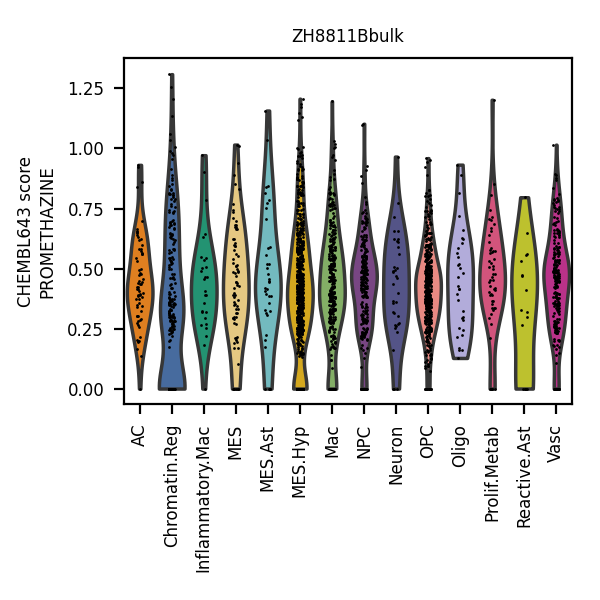 ZH8811Bbulk
CHEMBL643 score
PROMETHAZINE
1.25
1.00
0.75
0.50
0.25
0.00
AC
Chromatin.Reg
Inflammatory.Mac
MES
MES.Ast
MES.Hyp
Mac
NPC
Neuron
OPC
Oligo
Prolif.Metab
Reactive.Ast
Vasc